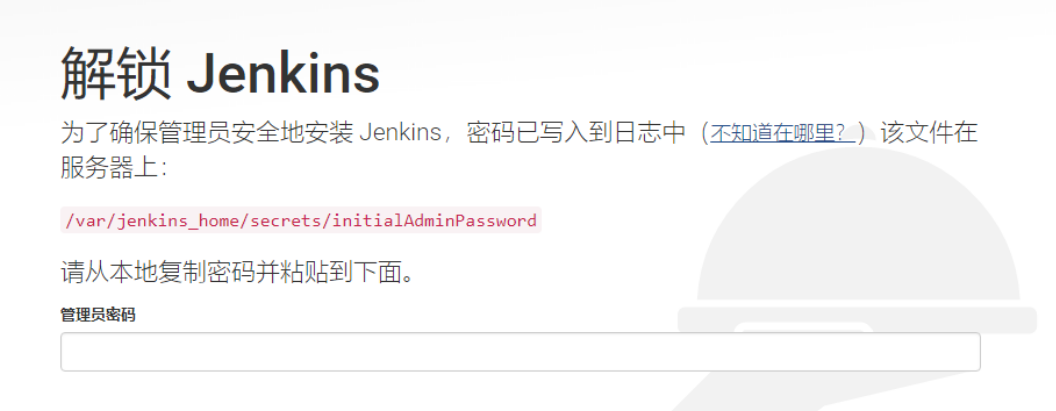 解锁 Jenkins
为了确保管理员安全地安装 Jenkins，密码已写入到日志中（不知道在哪里？）该文件在
服务器上：
/var/jenkins_home/secrets/initialAdminPassword
请从本地复制密码并粘贴到下面。
管理员密码